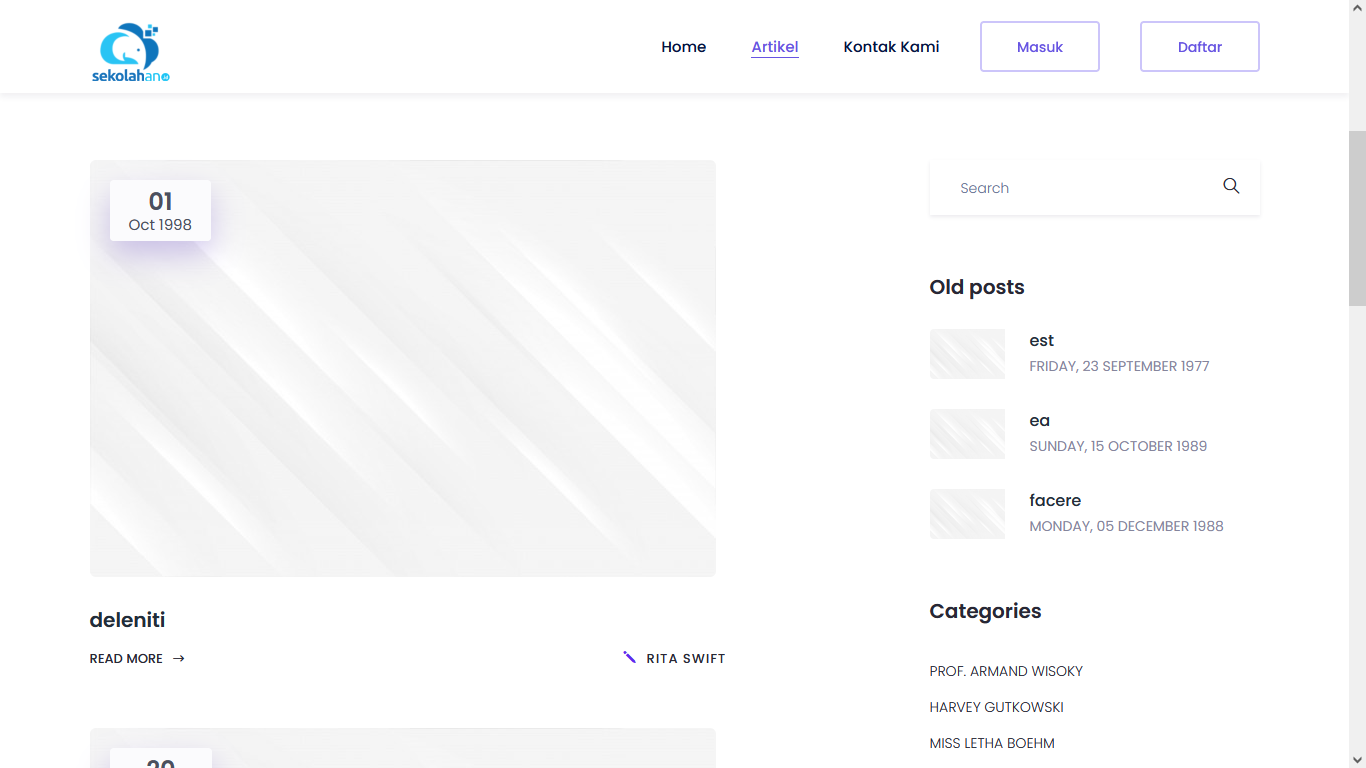 sekolahan
Home
Artikel
Kontak Kami
Masuk
Daftar
01
Oct 1998
deleniti
READ MORE →
RITA SWIFT
Search
Old posts
est
FRIDAY, 23 SEPTEMBER 1977
ea
SUNDAY, 15 OCTOBER 1989
facere
MONDAY, 05 DECEMBER 1988
Categories
PROF. ARMAND WISOKY
HARVEY GUTKOWSKI
MISS LETHA BOEHM